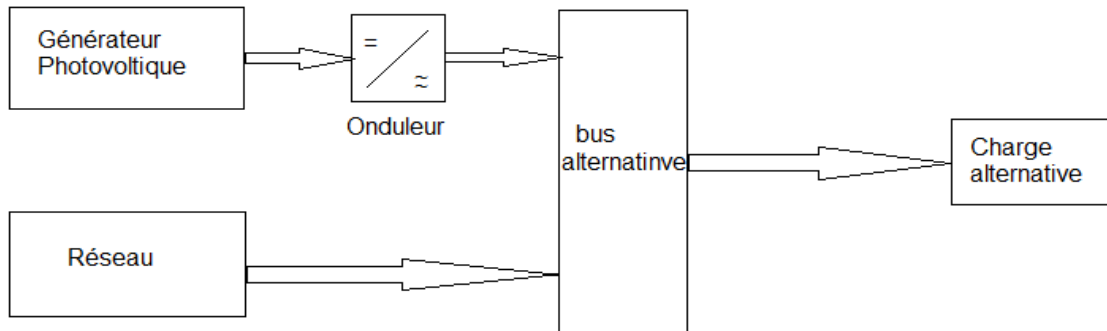 Générateur
Photovoltique
=
≈
Onduleur
bus
alternatinve
Charge
alternative
Réseau